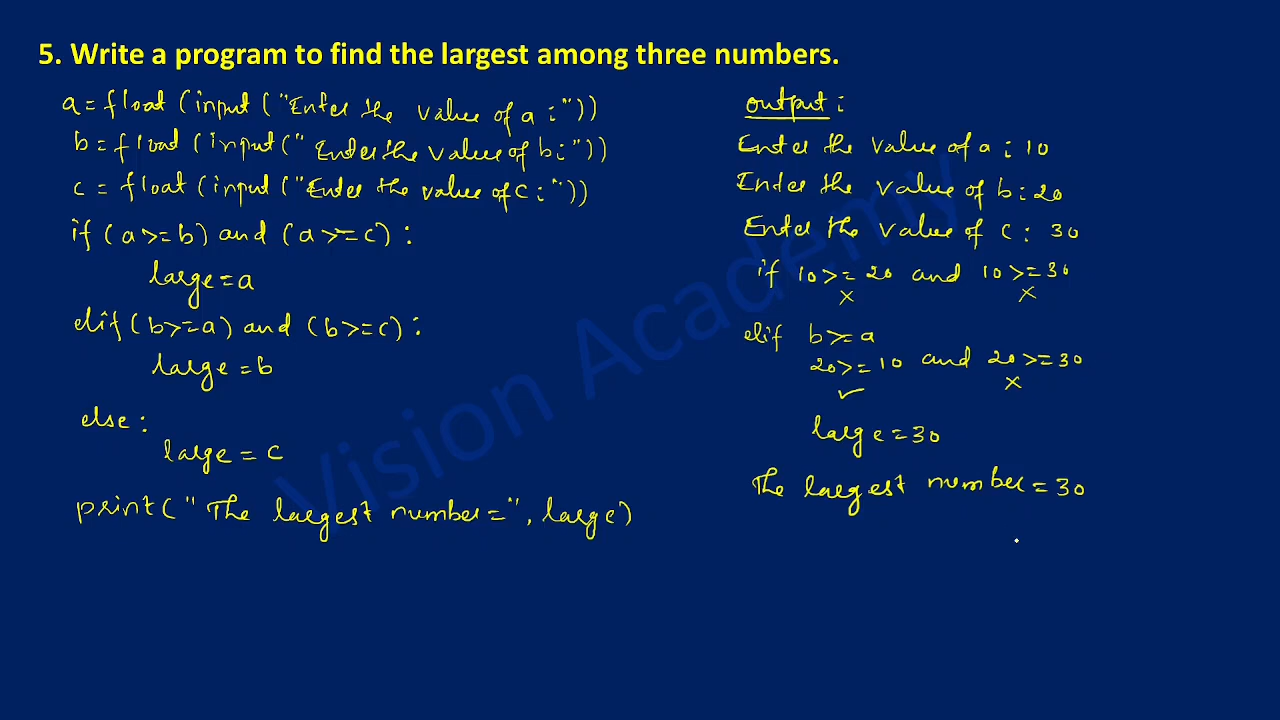 5. Write a program to find the largest among three numbers.
a = float (input ("Enter the value of a :"))
b = float (input (" Enter the value of b:"))
c = float (input ("Enter the value of c :"))
if (a >= b) and (a >= c) :
large = a
elif (b >= a) and (b >= c) :
large = b
else :
large = c
print( " The largest number = ", large)
output :
Enter the value of a : 10
Enter the value of b : 20
Enter the value of c : 30
if 10 >= 20 and 10 >= 30
x x
elif b >= a
20 >= 10 and 20 >= 30
✓ x
large = 30
The largest number = 30
Vision Academy